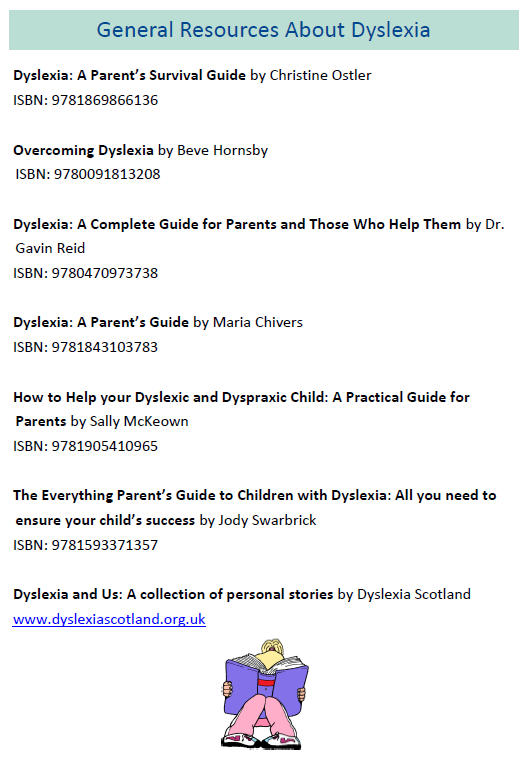 General Resources About Dyslexia
Dyslexia: A Parent’s Survival Guide by Christine Ostler
ISBN: 9781869866136
Overcoming Dyslexia by Beve Hornsby
ISBN: 9780091813208
Dyslexia: A Complete Guide for Parents and Those Who Help Them by Dr.
Gavin Reid
ISBN: 9780470973738
Dyslexia: A Parent’s Guide by Maria Chivers
ISBN: 9781843103783
How to Help your Dyslexic and Dyspraxic Child: A Practical Guide for
Parents by Sally McKeown
ISBN: 9781905410965
The Everything Parent’s Guide to Children with Dyslexia: All you need to
ensure your child’s success by Jody Swarbrick
ISBN: 9781593371357
Dyslexia and Us: A collection of personal stories by Dyslexia Scotland
www.dyslexiascotland.org.uk